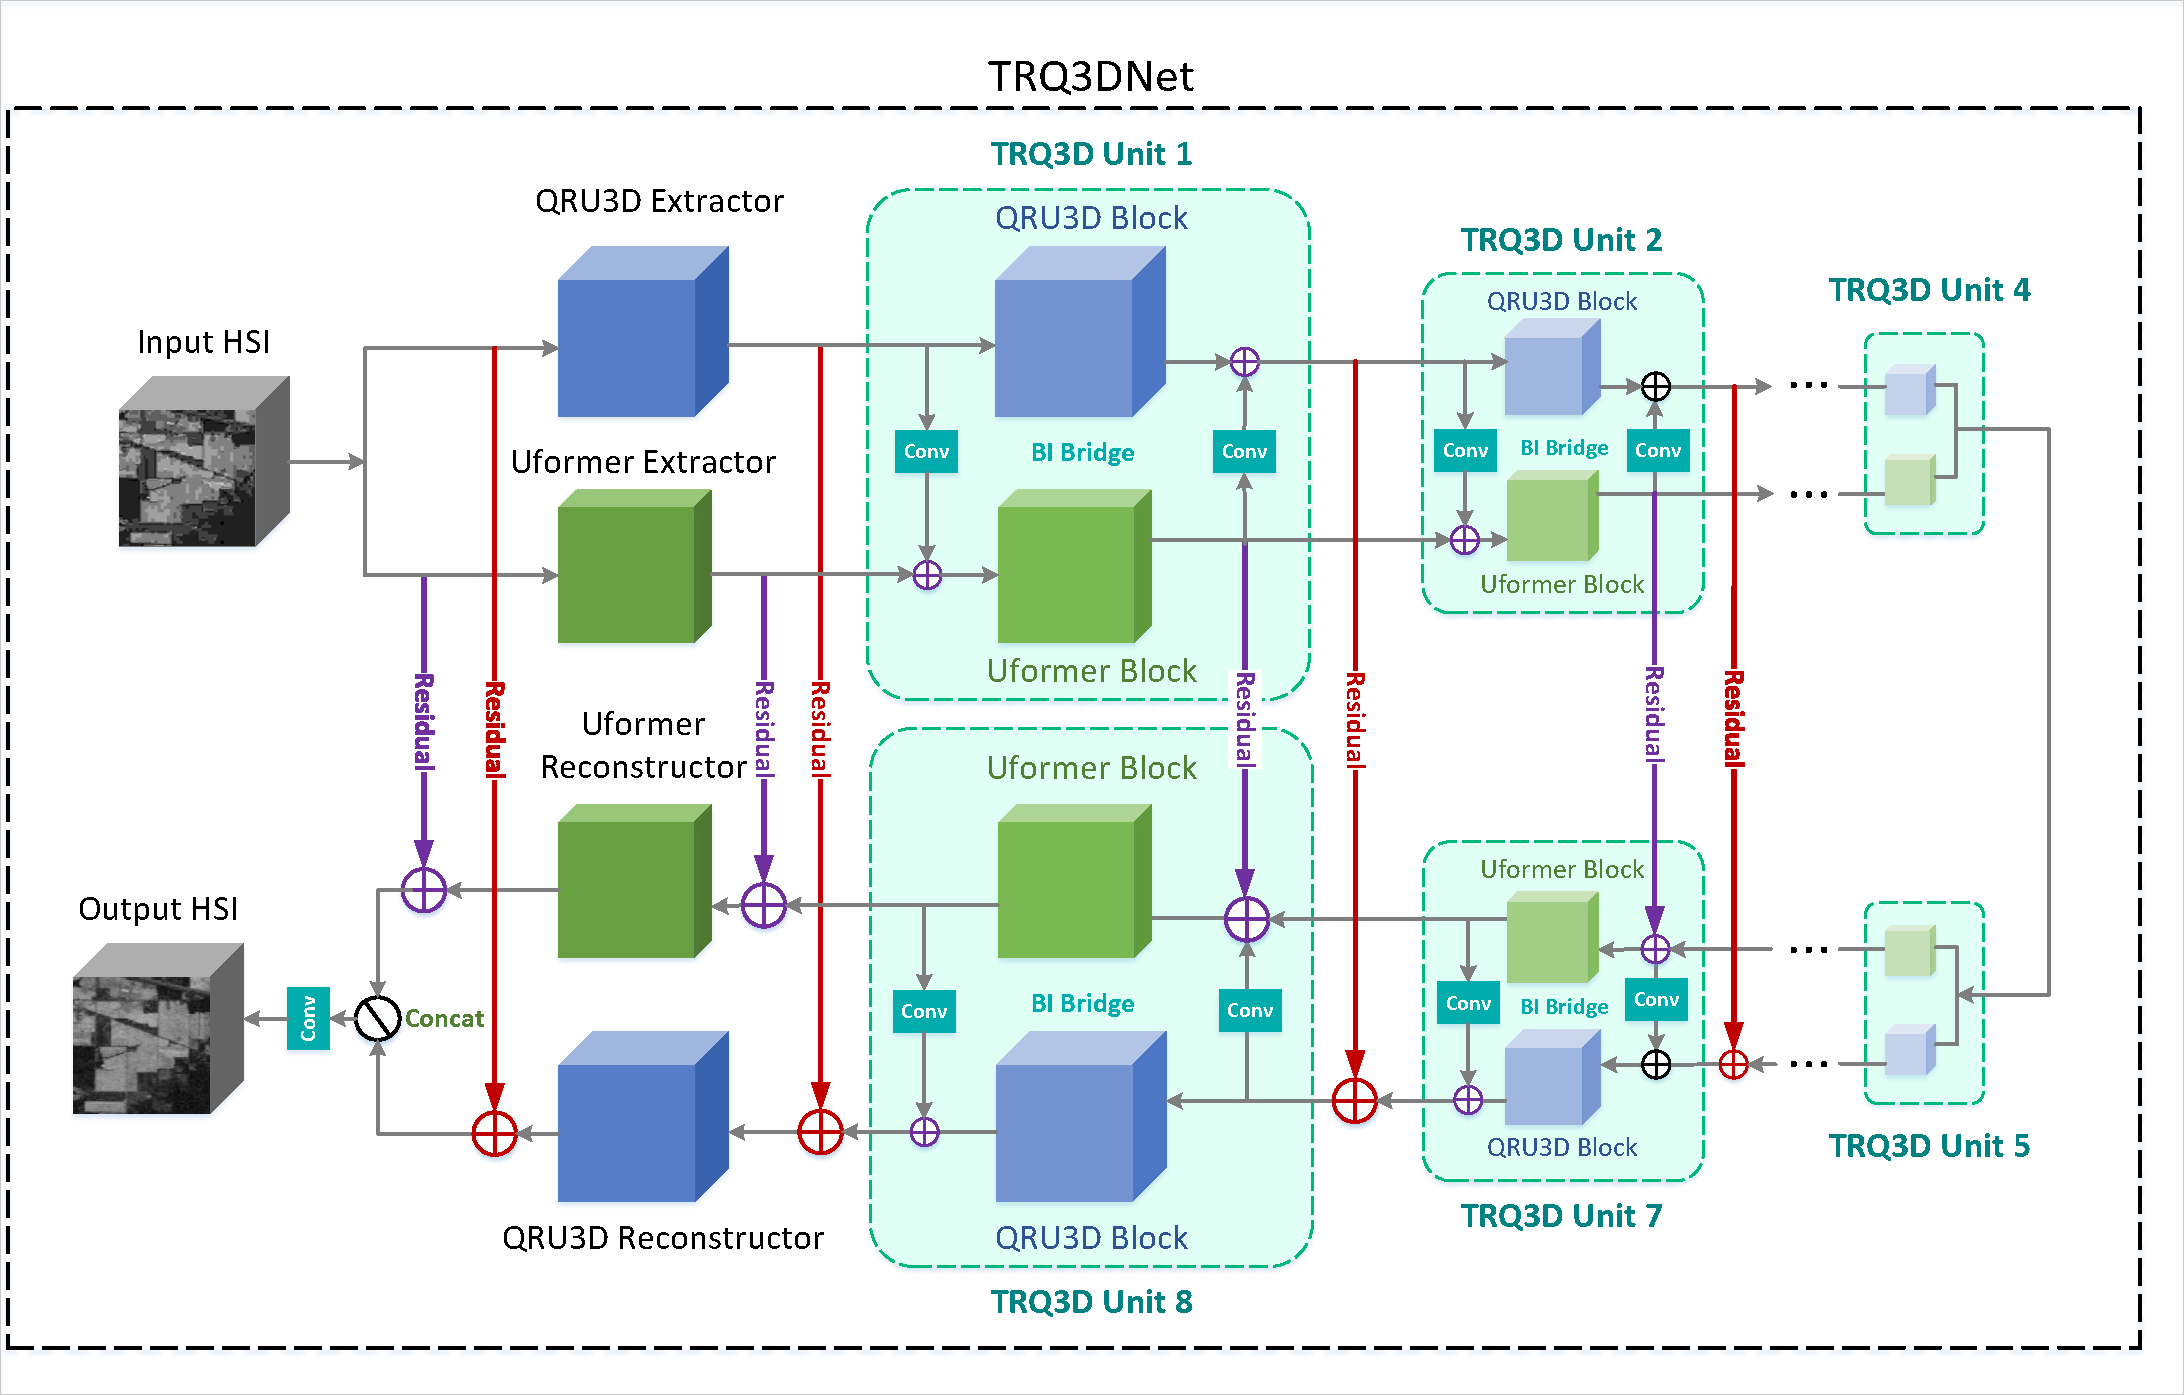 TRQ3DNet
TRQ3D Unit 1
QRU3D Extractor
QRU3D Block
TRQ3D Unit 2
QRU3D Block
TRQ3D Unit 4
Input HSI
Conv
BI Bridge
Conv
Conv
BI Bridge
Conv
Uformer Extractor
...
...
Uformer Block
Uformer Block
Residual
Residual
Residual
Residual
Residual
Residual
Residual
Residual
Uformer
Reconstructor
Uformer Block
Uformer Block
Output HSI
Conv
Concat
Conv
BI Bridge
Conv
Conv
BI Bridge
Conv
...
...
QRU3D Block
TRQ3D Unit 5
QRU3D Reconstructor
QRU3D Block
TRQ3D Unit 7
TRQ3D Unit 8